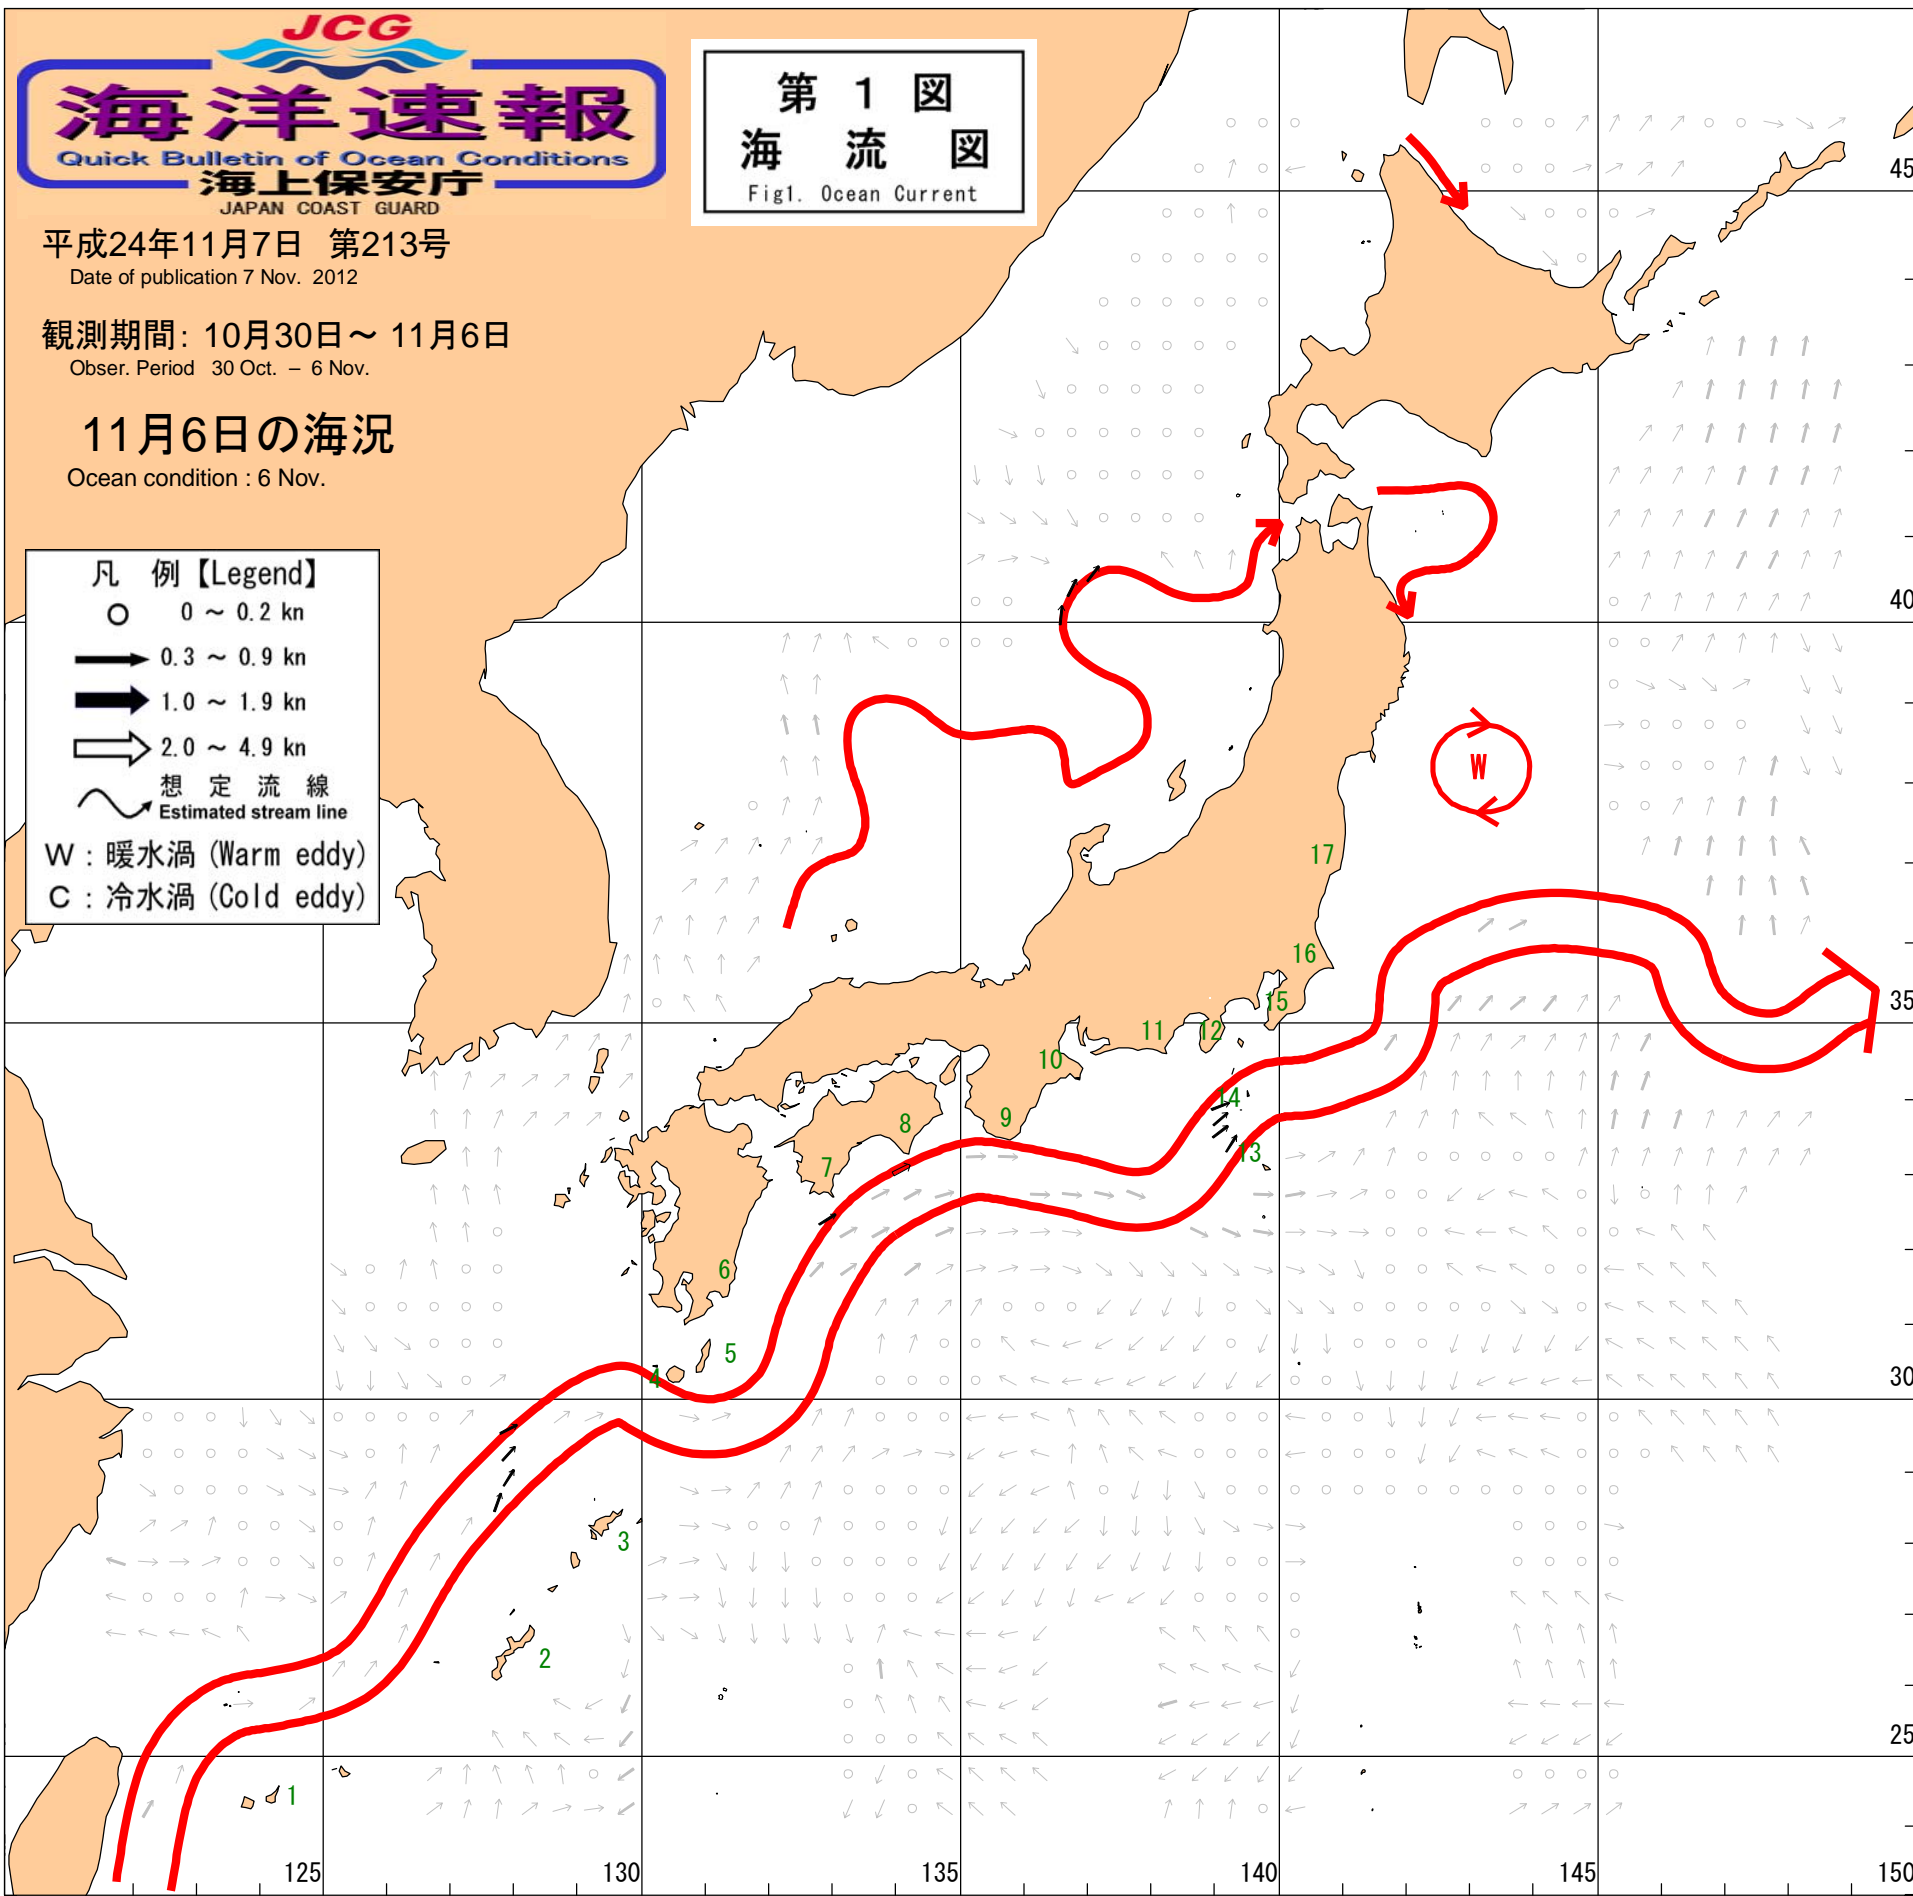 JCG
海洋速報
Quick Bulletin of Ocean Conditions
海上保安庁
JAPAN COAST GUARD
平成24年11月7日 第213号
Date of publication 7 Nov. 2012
観測期間: 10月30日～ 11月6日
Obser. Period 30 Oct. – 6 Nov.
11月6日の海況
Ocean condition : 6 Nov.
第 1 図
海 流 図
Fig1. Ocean Current
凡 例【Legend】
0 ～ 0.2 kn
0.3 ～ 0.9 kn
1.0 ～ 1.9 kn
2.0 ～ 4.9 kn
想 定 流 線
Estimated stream line
W : 暖水渦 (Warm eddy)
C : 冷水渦 (Cold eddy)
45
40
W
17
16
15
35
12
11
10
14
9
8
13
7
6
5
4
30
3
2
25
1
125
130
135
140
145
150